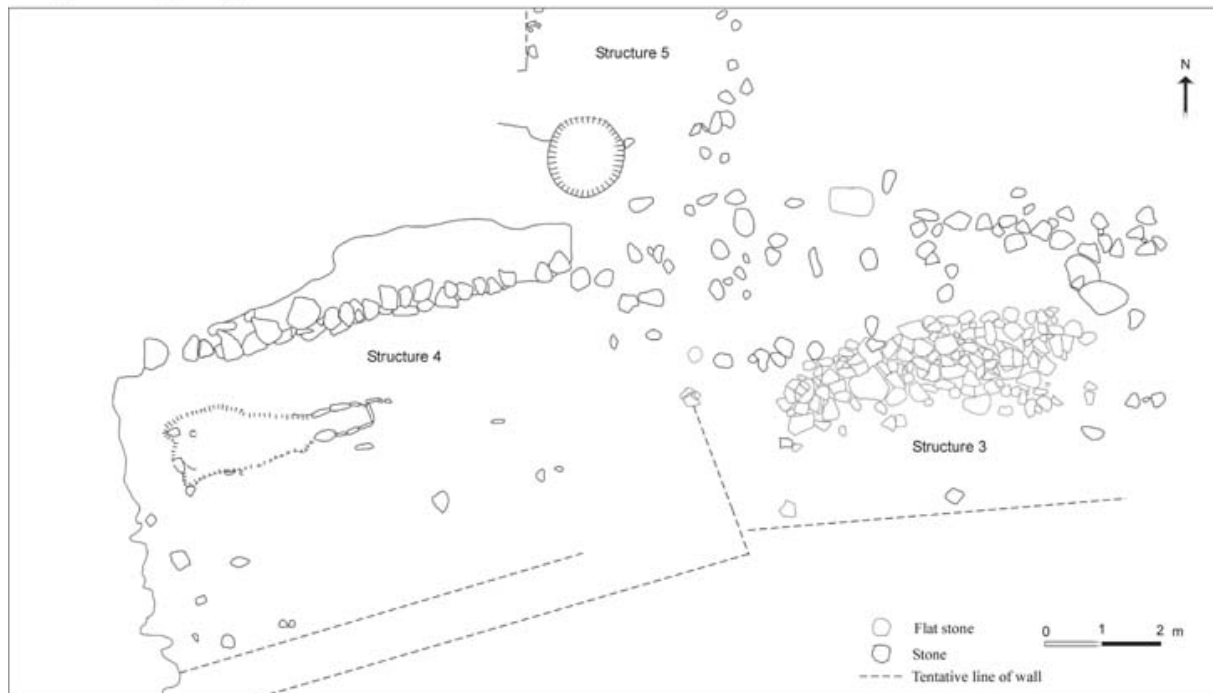 Structure 5
N
Structure 4
Structure 3
Flat stone
Stone
Tentative line of wall
0 1 2 m